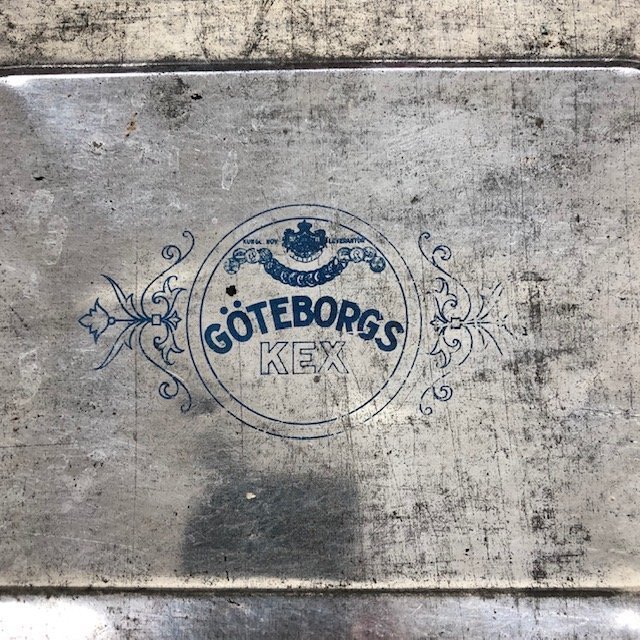 KUNGL. HOV LEVERANTÖR
GÖTEBORGS
KEX